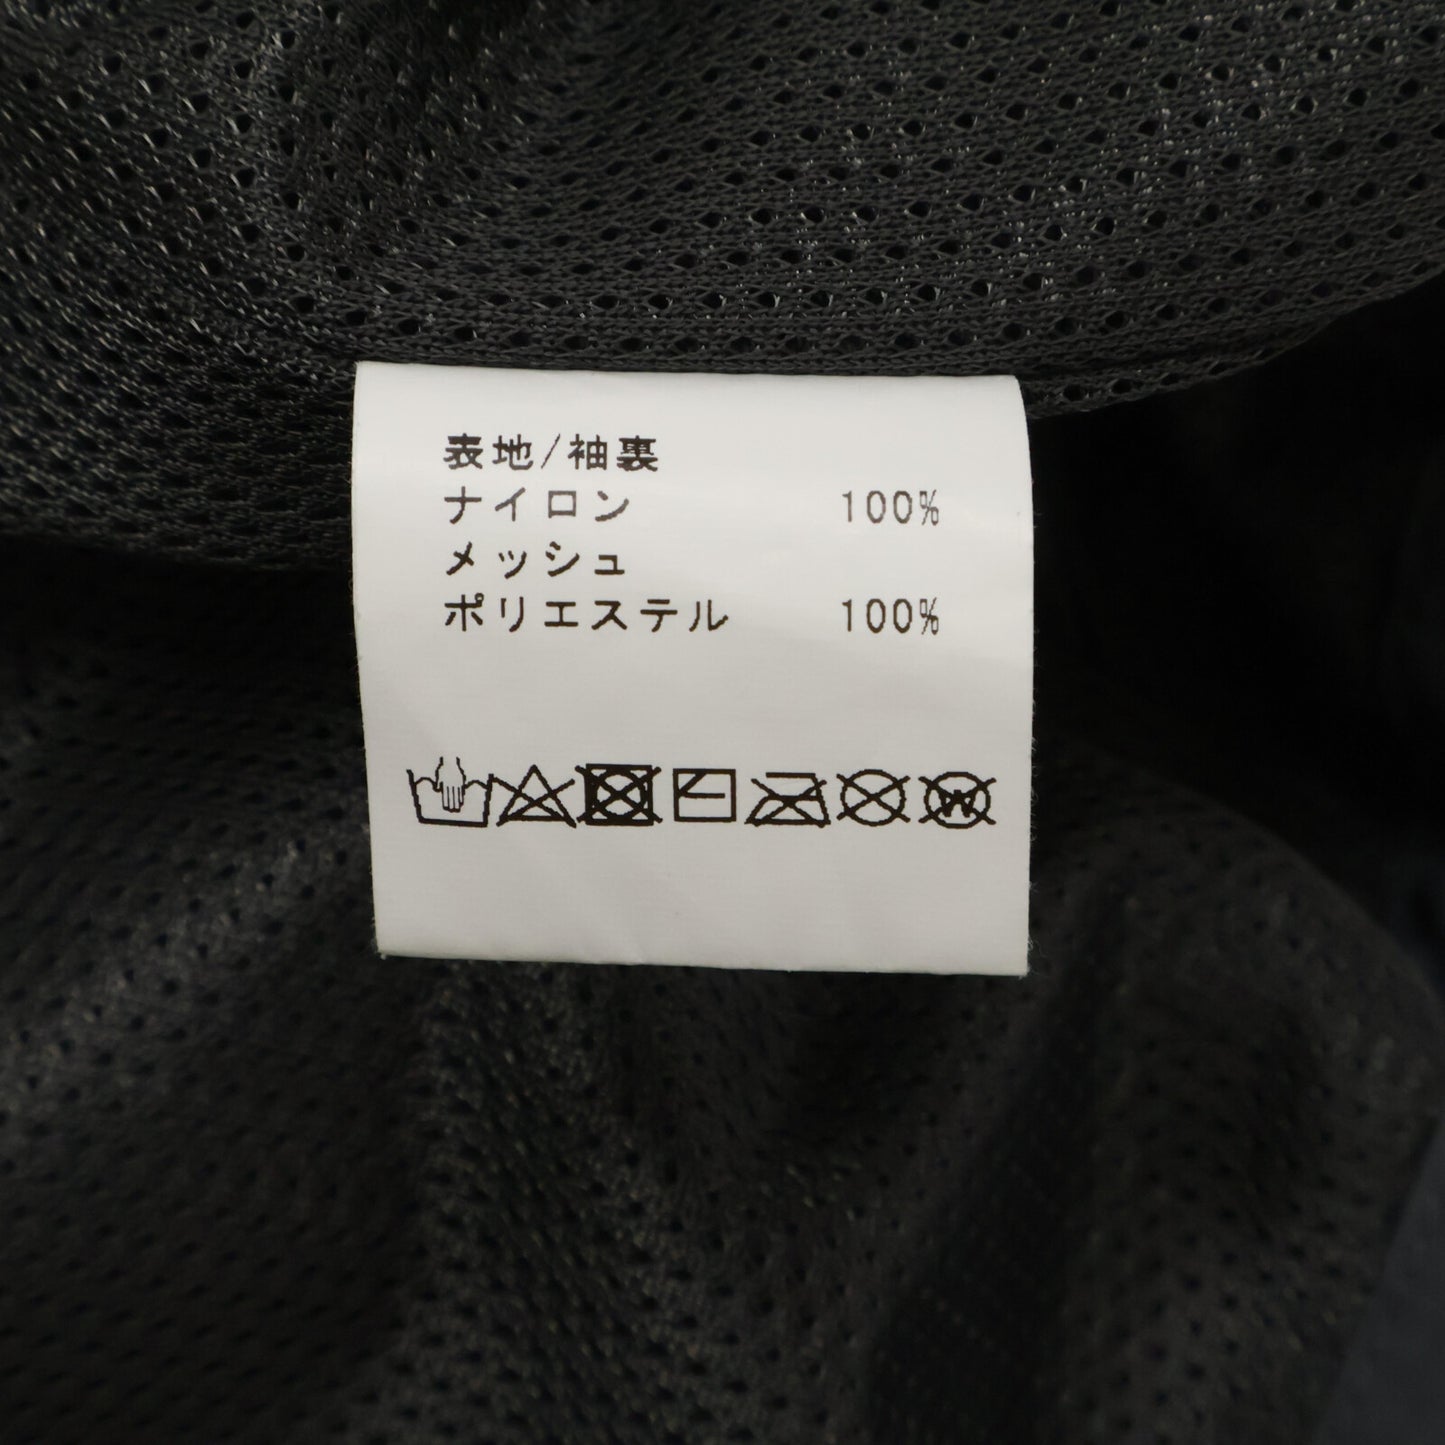 表地/袖裏
ナイロン 100%
メッシュ
ポリエステル 100%